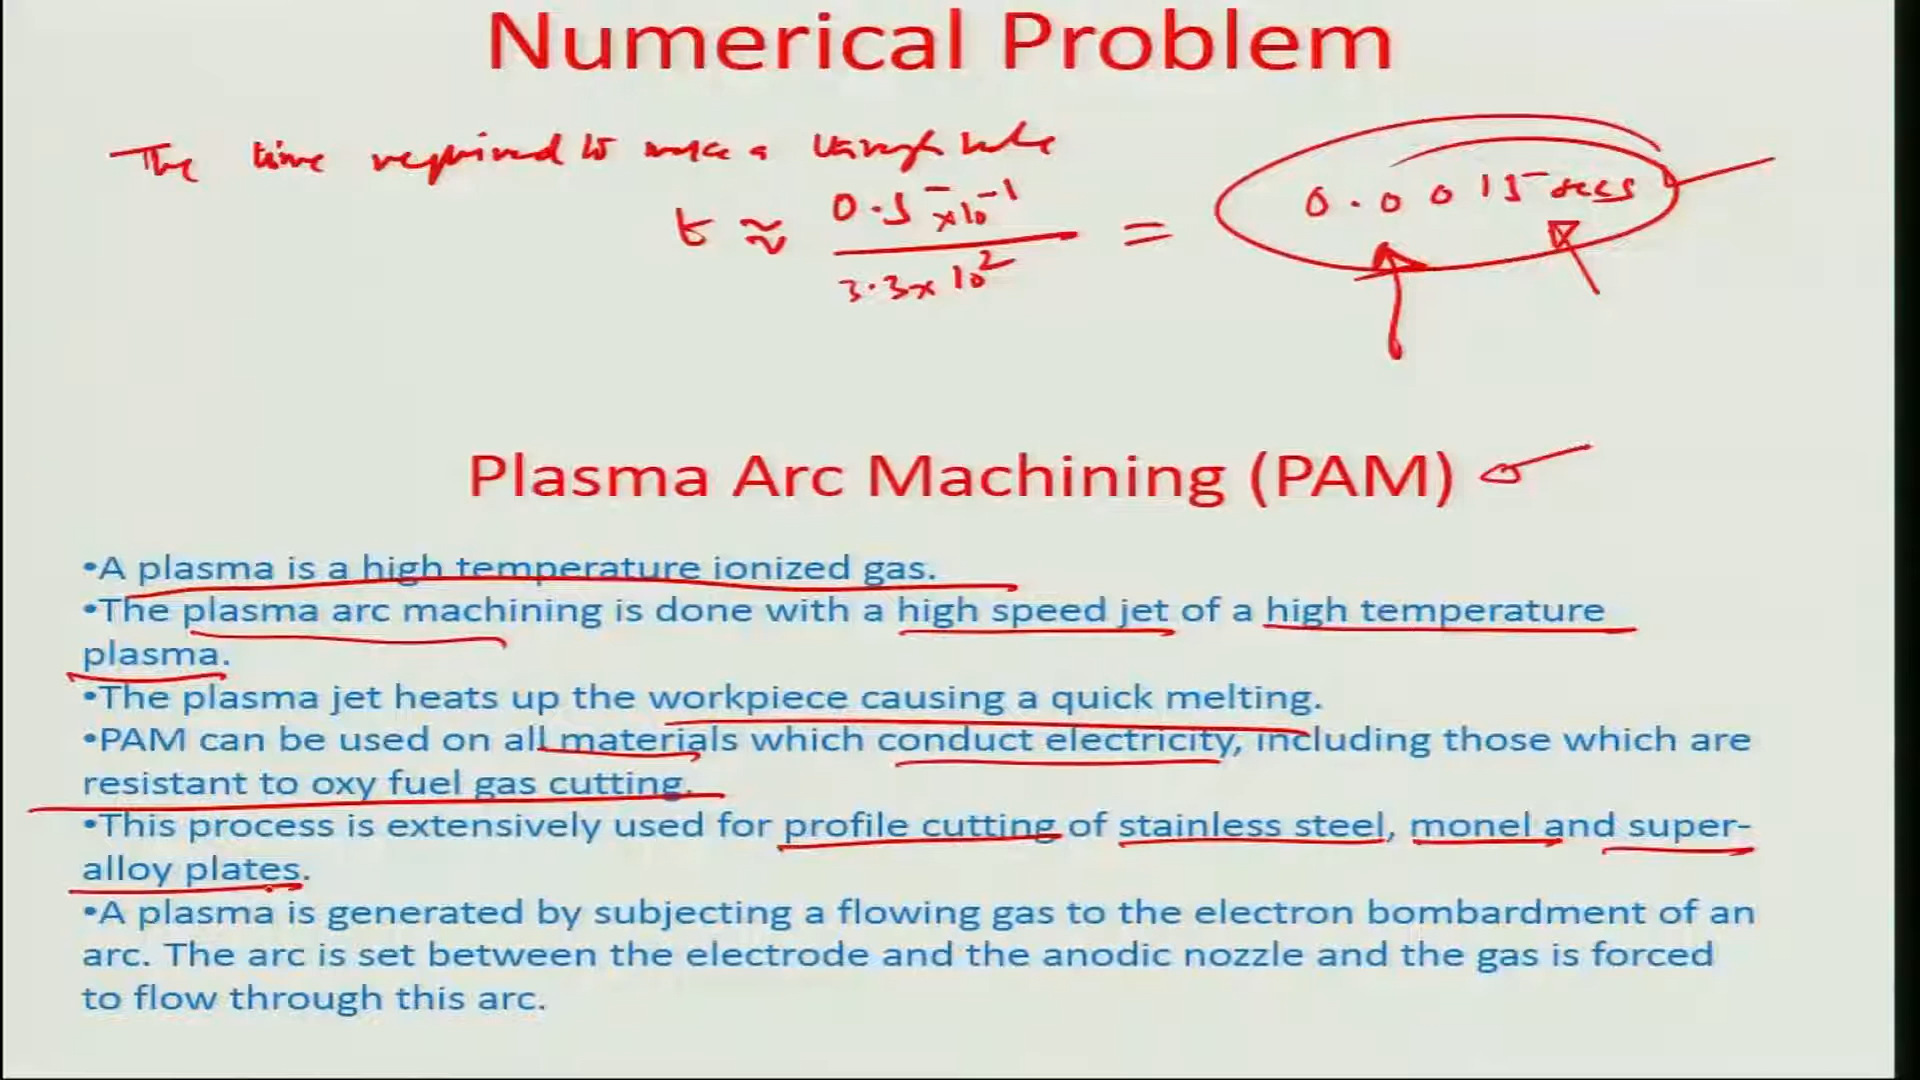 Numerical Problem
The time required to make a through hole
t ≈ 0.5 × 10⁻¹ / 3.3 × 10² = 0.0015 secs
Plasma Arc Machining (PAM)
•A plasma is a high temperature ionized gas.
•The plasma arc machining is done with a high speed jet of a high temperature
plasma.
•The plasma jet heats up the workpiece causing a quick melting.
•PAM can be used on all materials which conduct electricity, including those which are
resistant to oxy fuel gas cutting.
•This process is extensively used for profile cutting of stainless steel, monel and super-
alloy plates.
•A plasma is generated by subjecting a flowing gas to the electron bombardment of an
arc. The arc is set between the electrode and the anodic nozzle and the gas is forced
to flow through this arc.